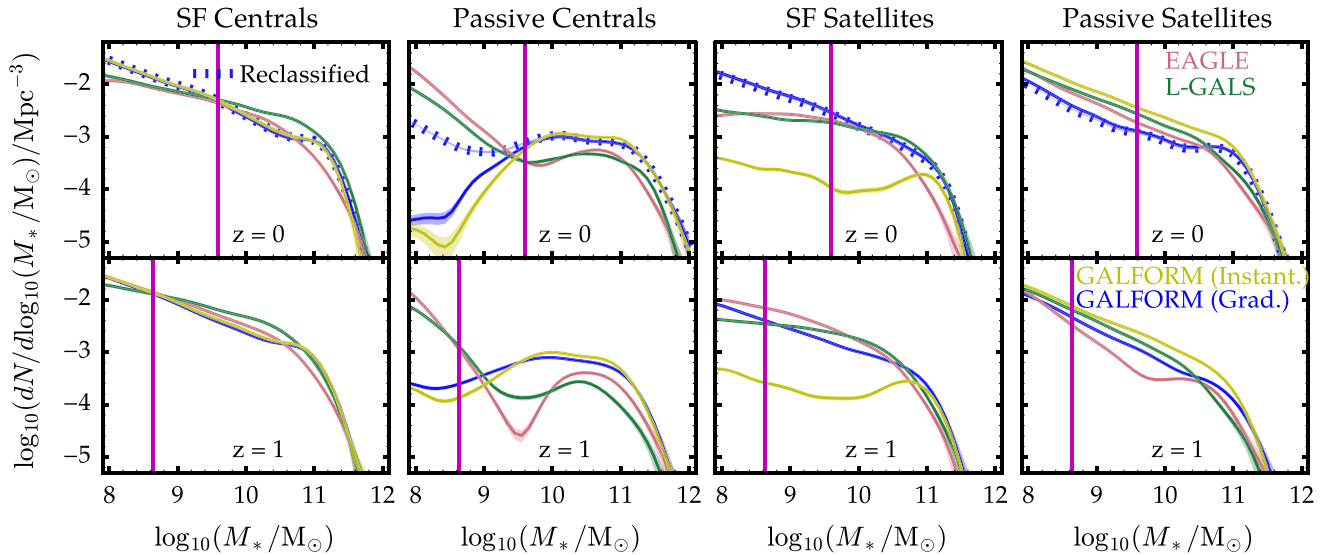 SF Centrals
Passive Centrals
SF Satellites
Passive Satellites
log₁₀(dN/dlog₁₀(M∗/M⊙)/Mpc⁻³)
−2
−3
−4
−5
Reclassified
z = 0
z = 0
z = 0
EAGLE
L-GALS
z = 0
−2
−3
−4
−5
z = 1
z = 1
z = 1
GALFORM (Instant.)
GALFORM (Grad.)
z = 1
8 9 10 11 12
8 9 10 11 12
8 9 10 11 12
8 9 10 11 12
log₁₀(M∗/M⊙)
log₁₀(M∗/M⊙)
log₁₀(M∗/M⊙)
log₁₀(M∗/M⊙)